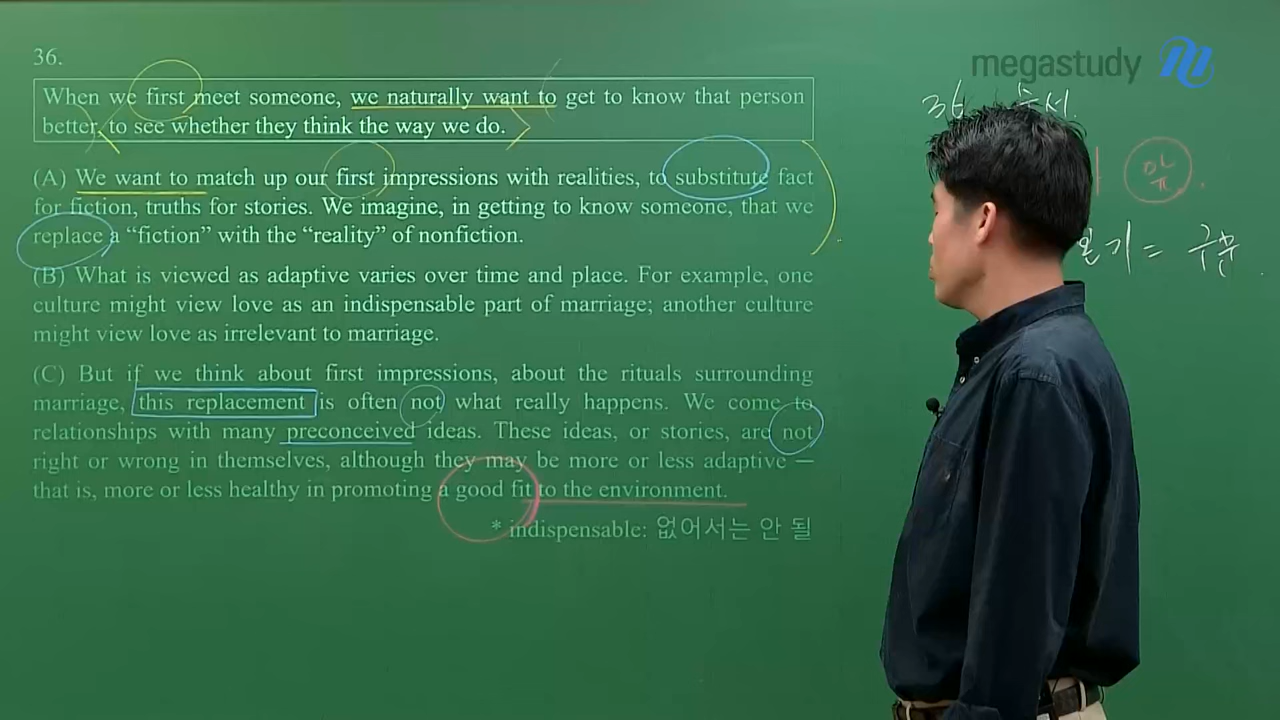 36.
When we first meet someone, we naturally want to get to know that person
better, to see whether they think the way we do.
(A) We want to match up our first impressions with realities, to substitute fact
for fiction, truths for stories. We imagine, in getting to know someone, that we
replace a “fiction” with the “reality” of nonfiction.
(B) What is viewed as adaptive varies over time and place. For example, one
culture might view love as an indispensable part of marriage; another culture
might view love as irrelevant to marriage.
(C) But if we think about first impressions, about the rituals surrounding
marriage, this replacement is often not what really happens. We come to
relationships with many preconceived ideas. These ideas, or stories, are not
right or wrong in themselves, although they may be more or less adaptive —
that is, more or less healthy in promoting a good fit to the environment.
* indispensable: 없어서는 안 될
megastudy
36